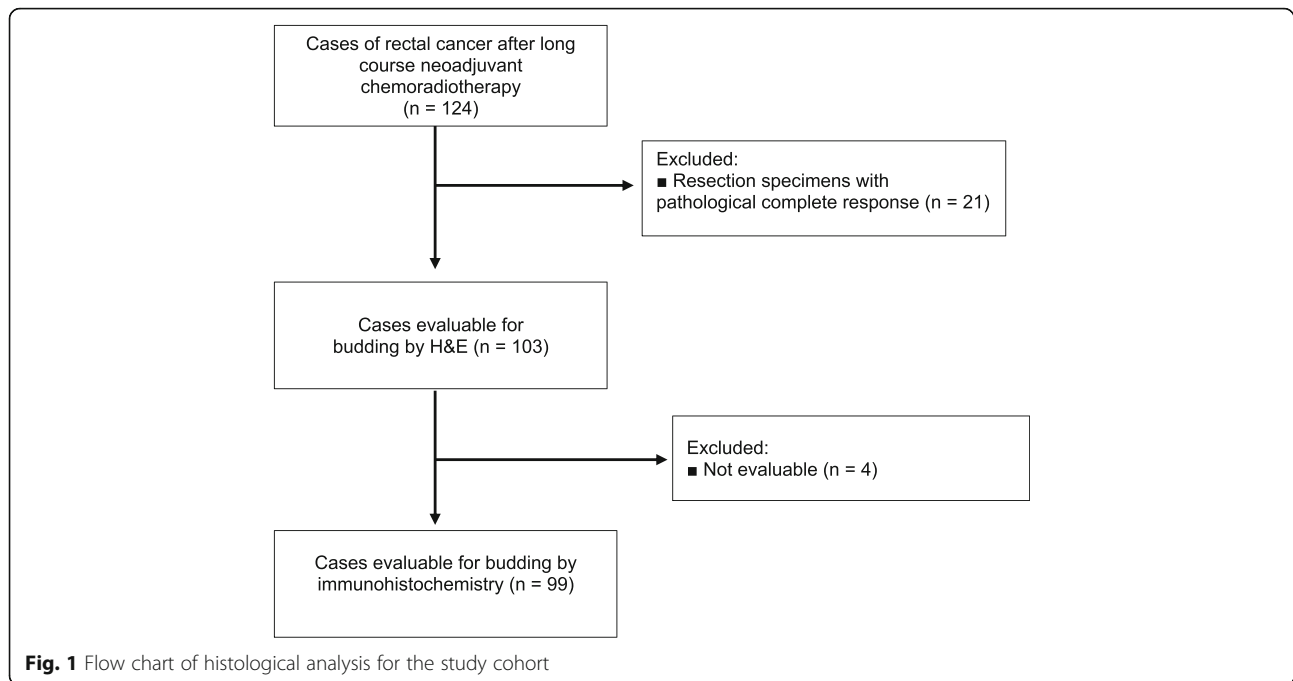 Cases of rectal cancer after long
course neoadjuvant
chemoradiotherapy
(n = 124)
Excluded:
■ Resection specimens with
pathological complete response (n = 21)
Cases evaluable for
budding by H&E (n = 103)
Excluded:
■ Not evaluable (n = 4)
Cases evaluable for budding by
immunohistochemistry (n = 99)
Fig. 1 Flow chart of histological analysis for the study cohort